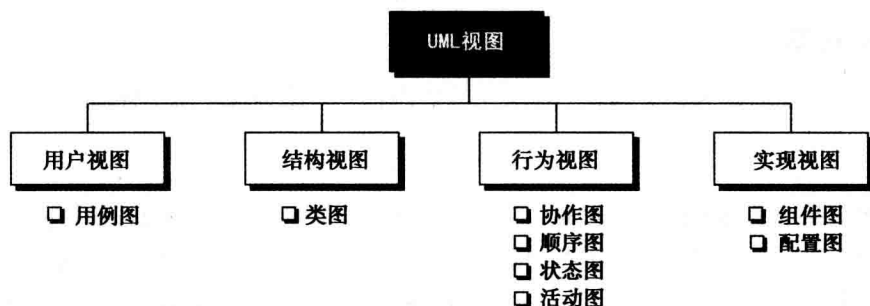 UML视图
用户视图
结构视图
行为视图
实现视图
用例图
类图
协作图
顺序图
状态图
活动图
组件图
配置图